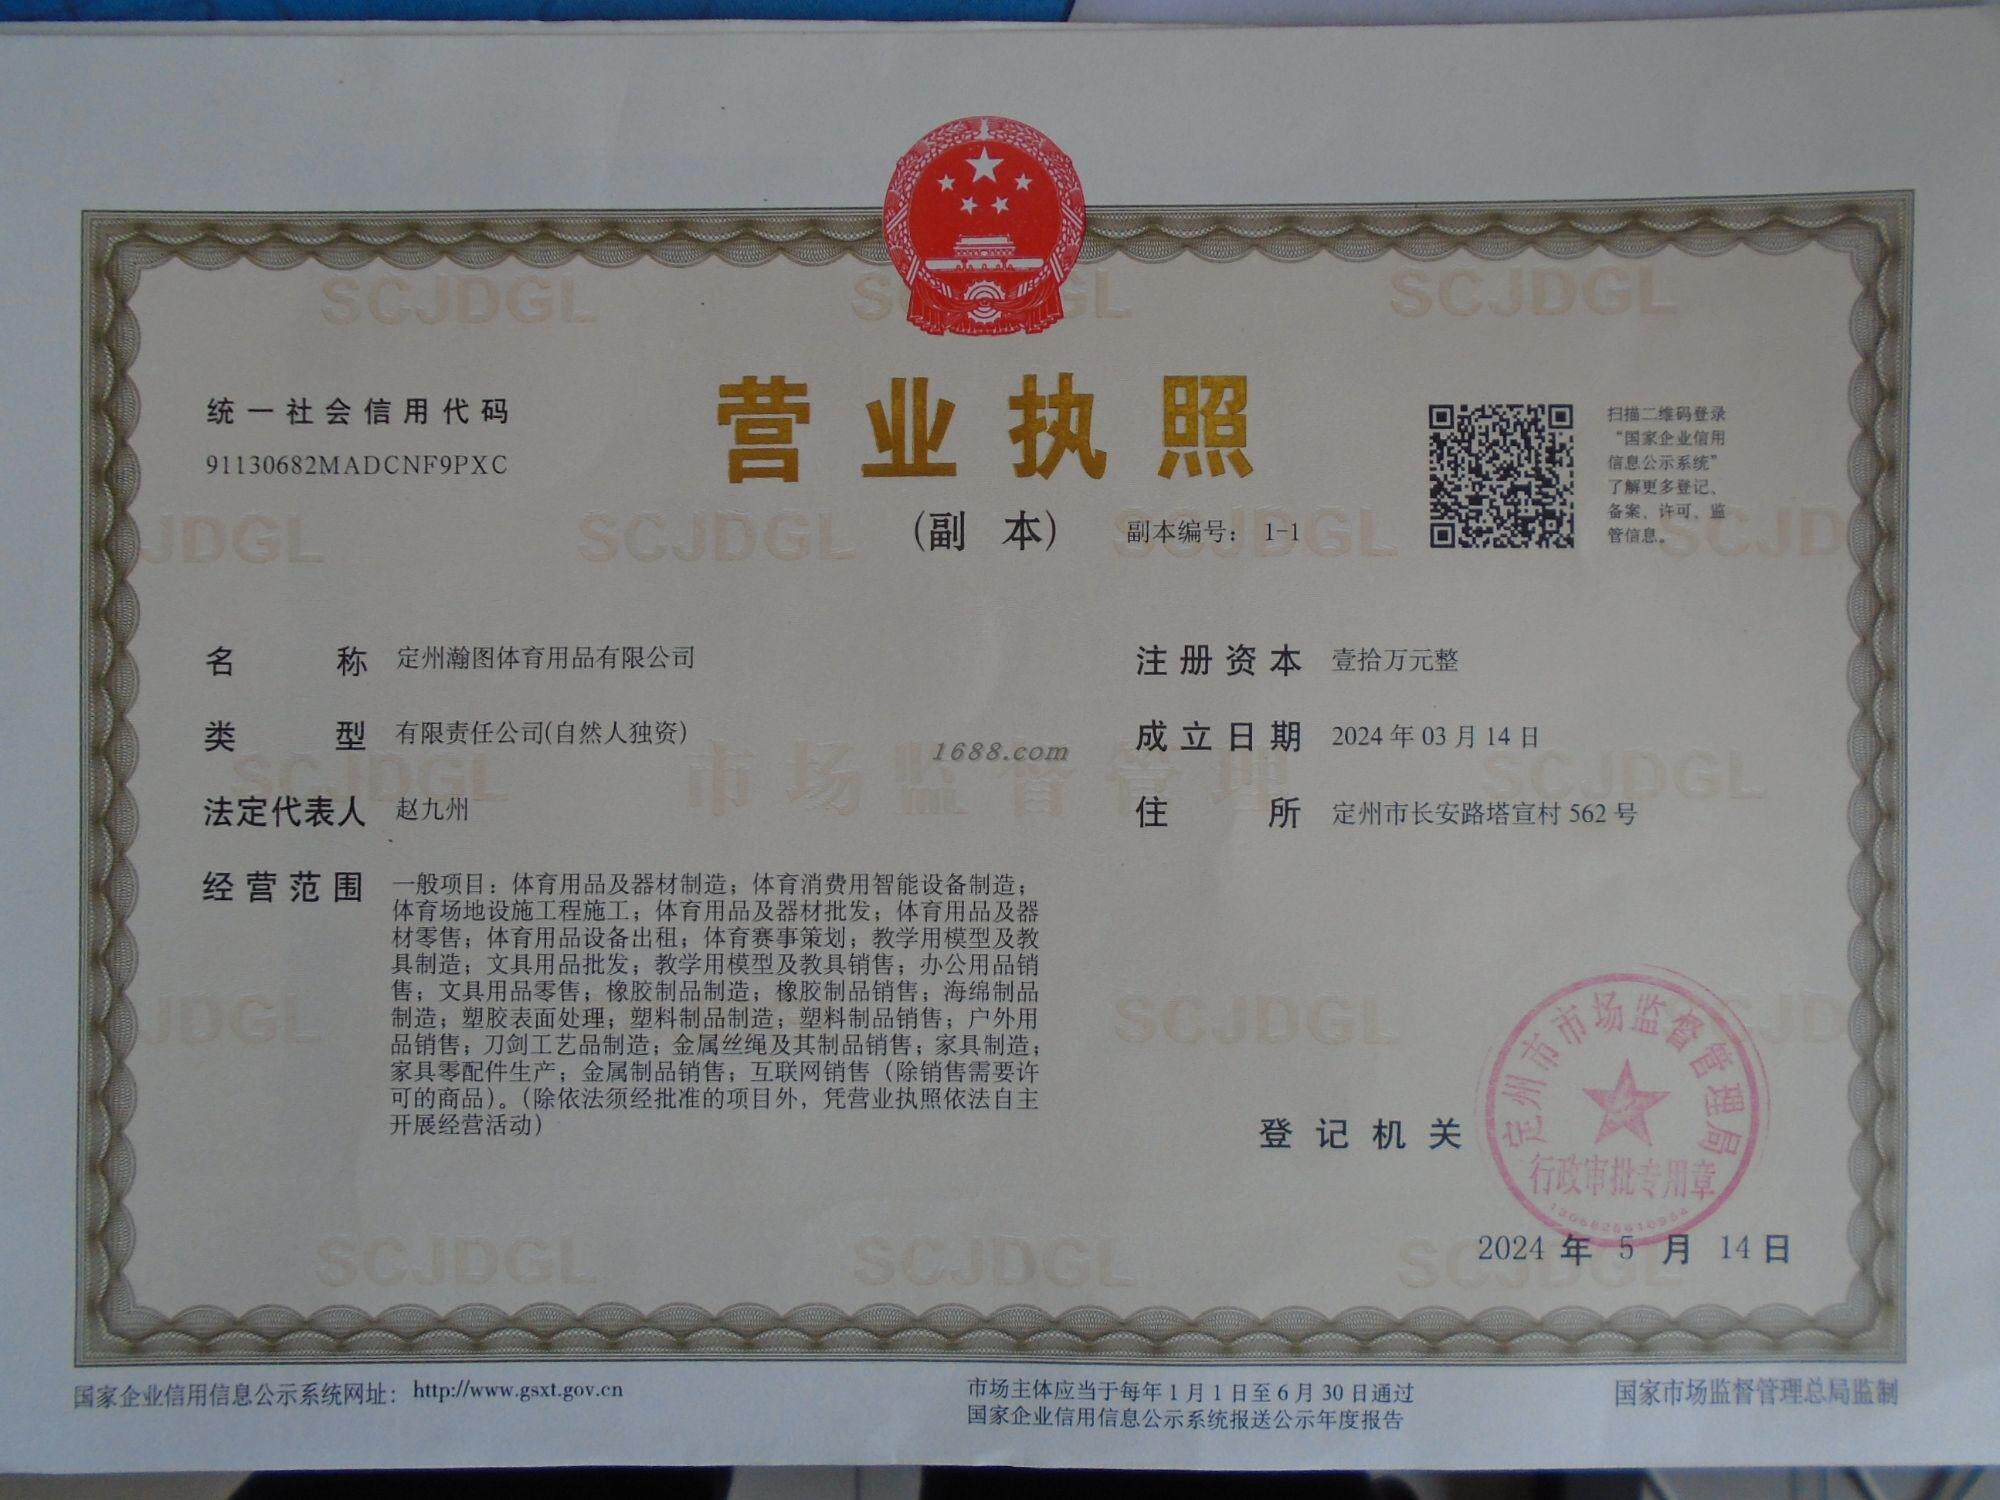 统一社会信用代码
91130682MADCNF9PXC
营业执照
(副 本)
副本编号： 1-1
扫描二维码登录
“国家企业信用
信息公示系统”
了解更多登记、
备案、许可、监
管信息。
名 称 定州瀚图体育用品有限公司
类 型 有限责任公司(自然人独资)
法定代表人 赵九州
经营范围 一般项目：体育用品及器材制造；体育消费用智能设备制造；
体育场地设施工程施工；体育用品及器材批发；体育用品及器
材零售；体育用品设备出租；体育赛事策划；教学用模型及教
具制造；文具用品批发；教学用模型及教具销售；办公用品销
售；文具用品零售；橡胶制品制造；橡胶制品销售；海绵制品
制造；塑胶表面处理；塑料制品制造；塑料制品销售；户外用
品销售；刀剑工艺品制造；金属丝绳及其制品销售；家具制造；
家具零配件生产；金属制品销售；互联网销售（除销售需要许
可的商品）。（除依法须经批准的项目外，凭营业执照依法自主
开展经营活动）
注册资本 壹拾万元整
成立日期 2024年03月14日
住 所 定州市长安路塔宣村562号
1688.com
市场监督管理
SCJDGL
登记机关
定州市市场监督管理局
行政审批专用章
2024 年 5 月 14 日
国家企业信用信息公示系统网址：http://www.gsxt.gov.cn
市场主体应当于每年1月1日至6月30日通过
国家企业信用信息公示系统报送公示年度报告
国家市场监督管理总局监制